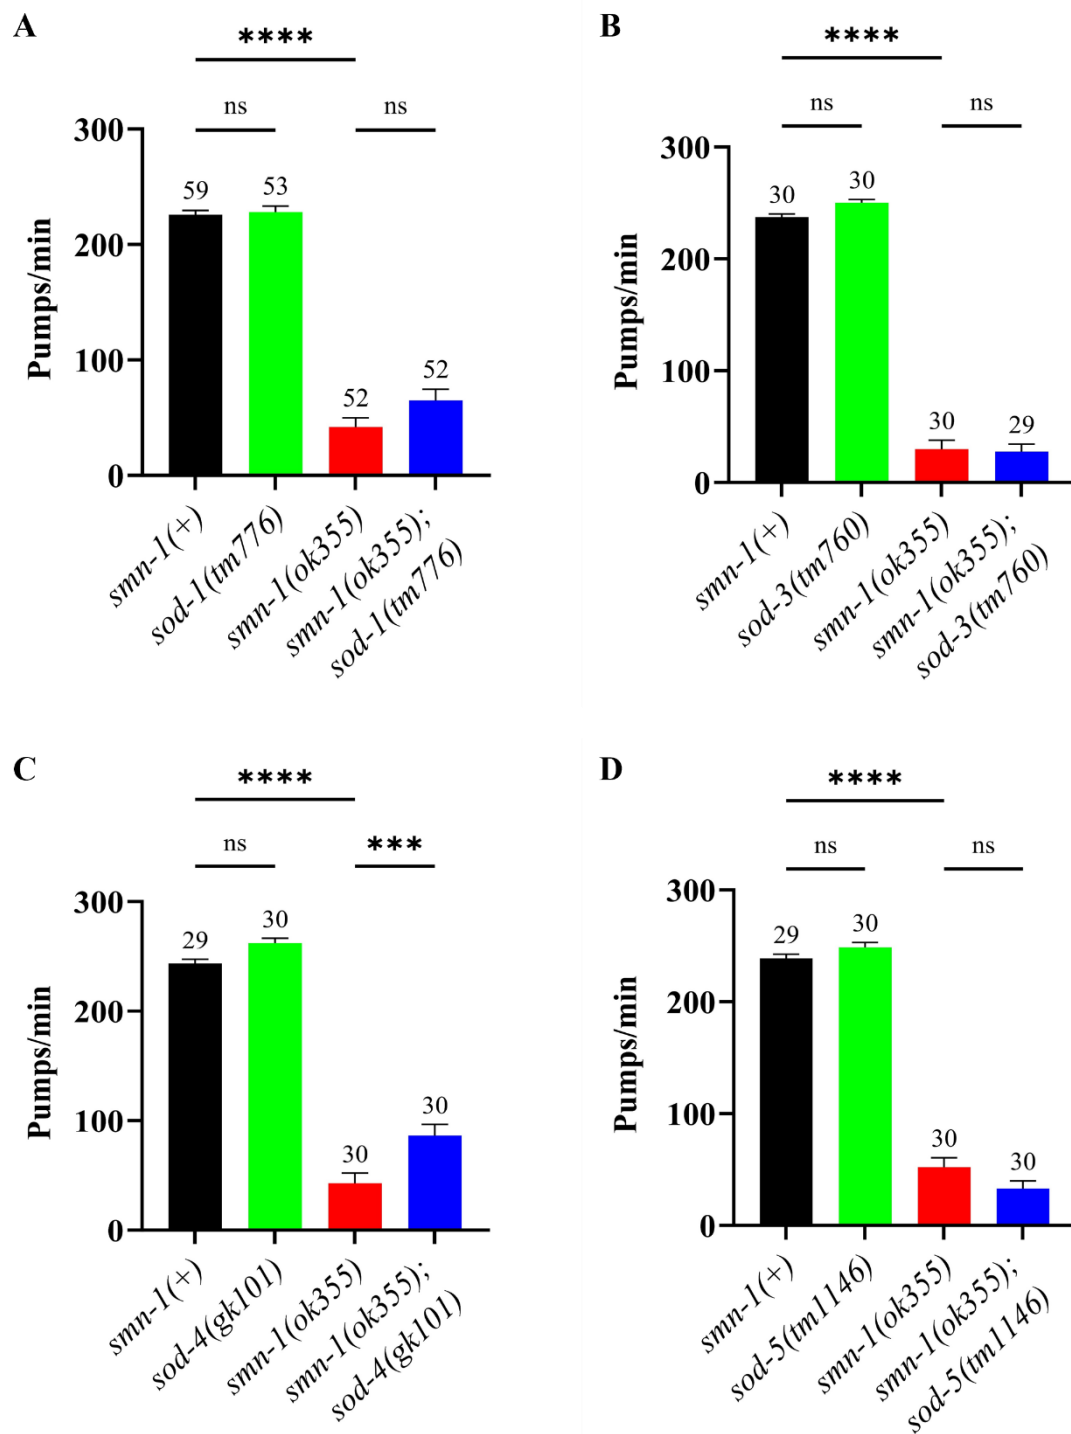 A
****
ns
ns
300
200
100
0
Pumps/min
59
53
52
52
smn-1(+)
sod-1(tm776)
smn-1(ok355)
smn-1(ok355);
sod-1(tm776)
B
****
ns
ns
300
200
100
0
Pumps/min
30
30
30
29
smn-1(+)
sod-3(tm760)
smn-1(ok355)
smn-1(ok355);
sod-3(tm760)
C
****
ns
***
300
200
100
0
Pumps/min
29
30
30
30
smn-1(+)
sod-4(gk101)
smn-1(ok355)
smn-1(ok355);
sod-4(gk101)
D
****
ns
ns
300
200
100
0
Pumps/min
29
30
30
30
smn-1(+)
sod-5(tm1146)
smn-1(ok355)
smn-1(ok355);
sod-5(tm1146)